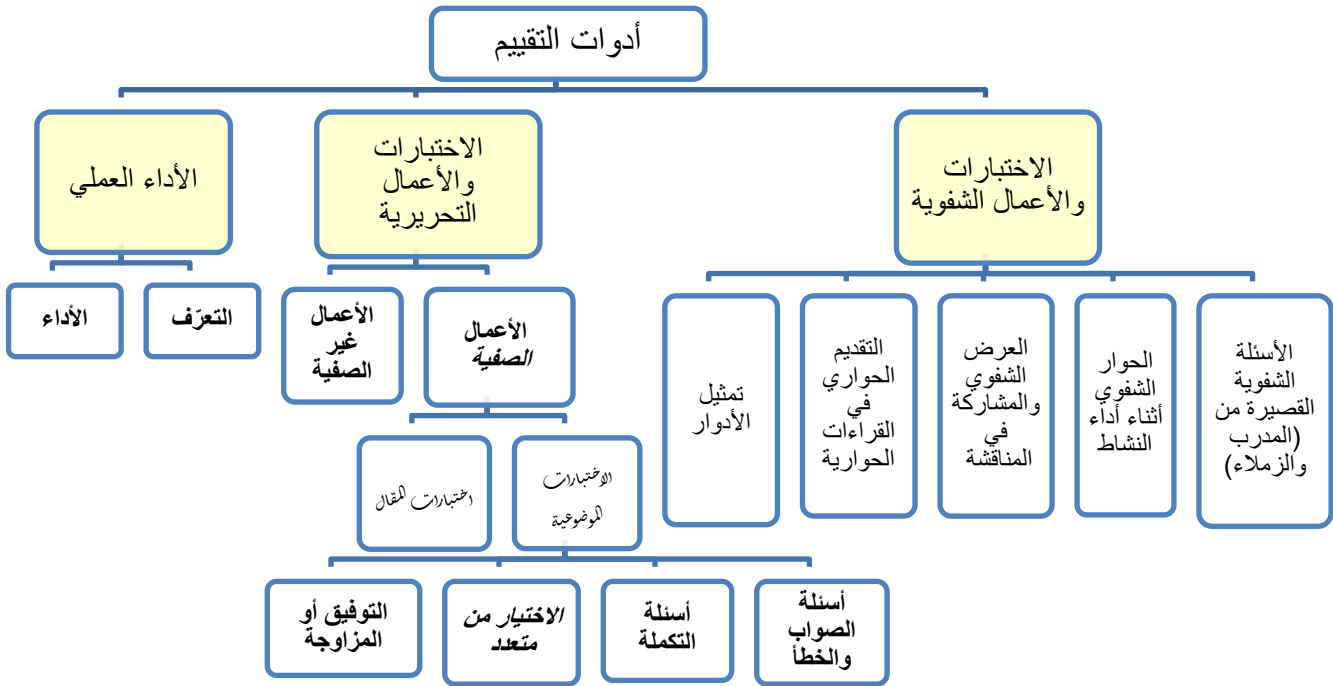 أدوات التقييم
الاختبارات
والأعمال الشفوية
الاختبارات
والأعمال
التحريرية
الأداء العملي
الأسئلة
الشفوية
القصيرة من
(المدرب
والزملاء)
الحوار
الشفوي
أثناء أداء
النشاط
العرض
الشفوي
والمشاركة
في
المناقشة
التقديم
الحواري
في
القراءات
الحوارية
تمثيل
الأدوار
الأعمال
الصفية
الأعمال
غير
الصفية
التعرّف
الأداء
الاختبارات
الموضوعية
اختبارات المقال
أسئلة
الصواب
والخطأ
أسئلة
التكملة
الاختيار من
متعدد
التوفيق أو
المزاوجة